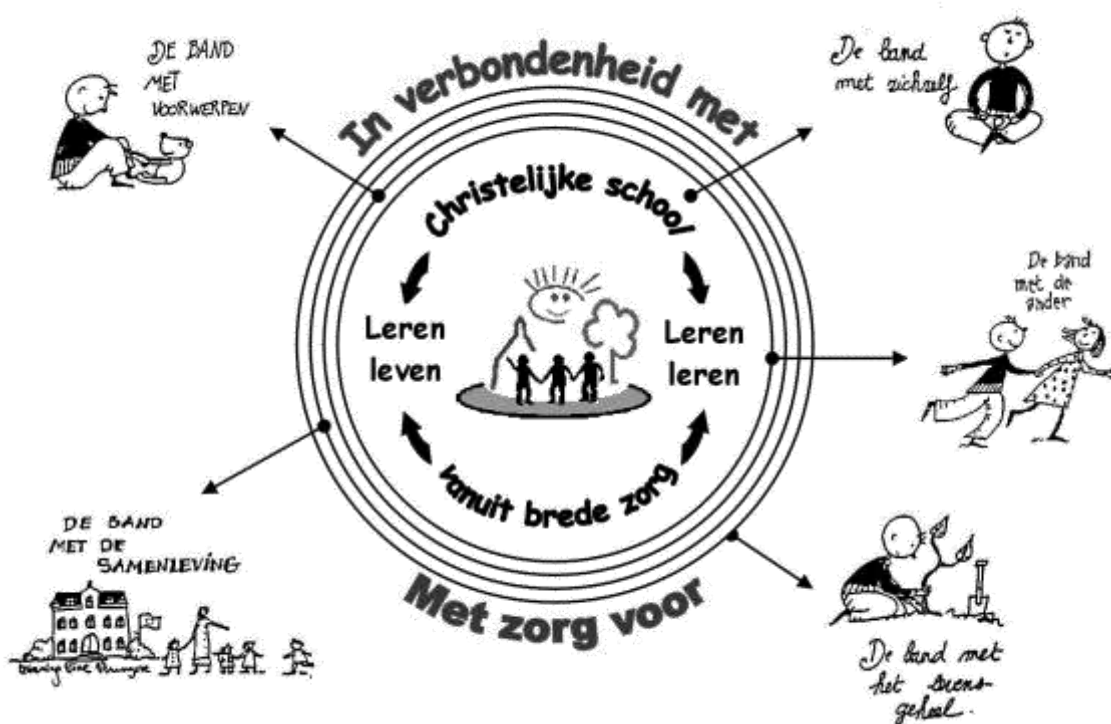 DE BAND
MET
VOORWERPEN
In verbondenheid met
De band
met zichzelf
Christelijke school
Leren
leven
Leren
leren
De band
met de
ander
vanuit brede zorg
DE BAND
MET DE
SAMENLEVING
Met zorg voor
De band met
het
geheel.